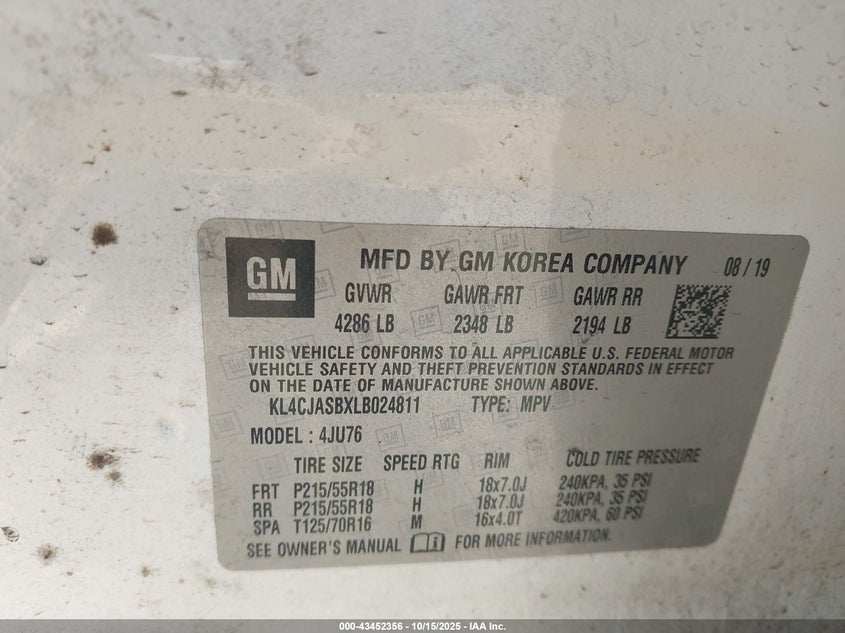 GM
MFD BY GM KOREA COMPANY 08 / 19
GVWR GAWR FRT GAWR RR
4286 LB 2348 LB 2194 LB
THIS VEHICLE CONFORMS TO ALL APPLICABLE U.S. FEDERAL MOTOR
VEHICLE SAFETY AND THEFT PREVENTION STANDARDS IN EFFECT
ON THE DATE OF MANUFACTURE SHOWN ABOVE.
KL4CJASBXLB024811 TYPE: MPV
MODEL : 4JU76
TIRE SIZE SPEED RTG RIM COLD TIRE PRESSURE
FRT P215/55R18 H 18x7.0J 240KPA, 35 PSI
RR P215/55R18 H 18x7.0J 240KPA, 35 PSI
SPA T125/70R16 M 16x4.0T 420KPA, 60 PSI
SEE OWNER'S MANUAL FOR MORE INFORMATION.
000-43452356 - 10/15/2025 - IAA Inc.